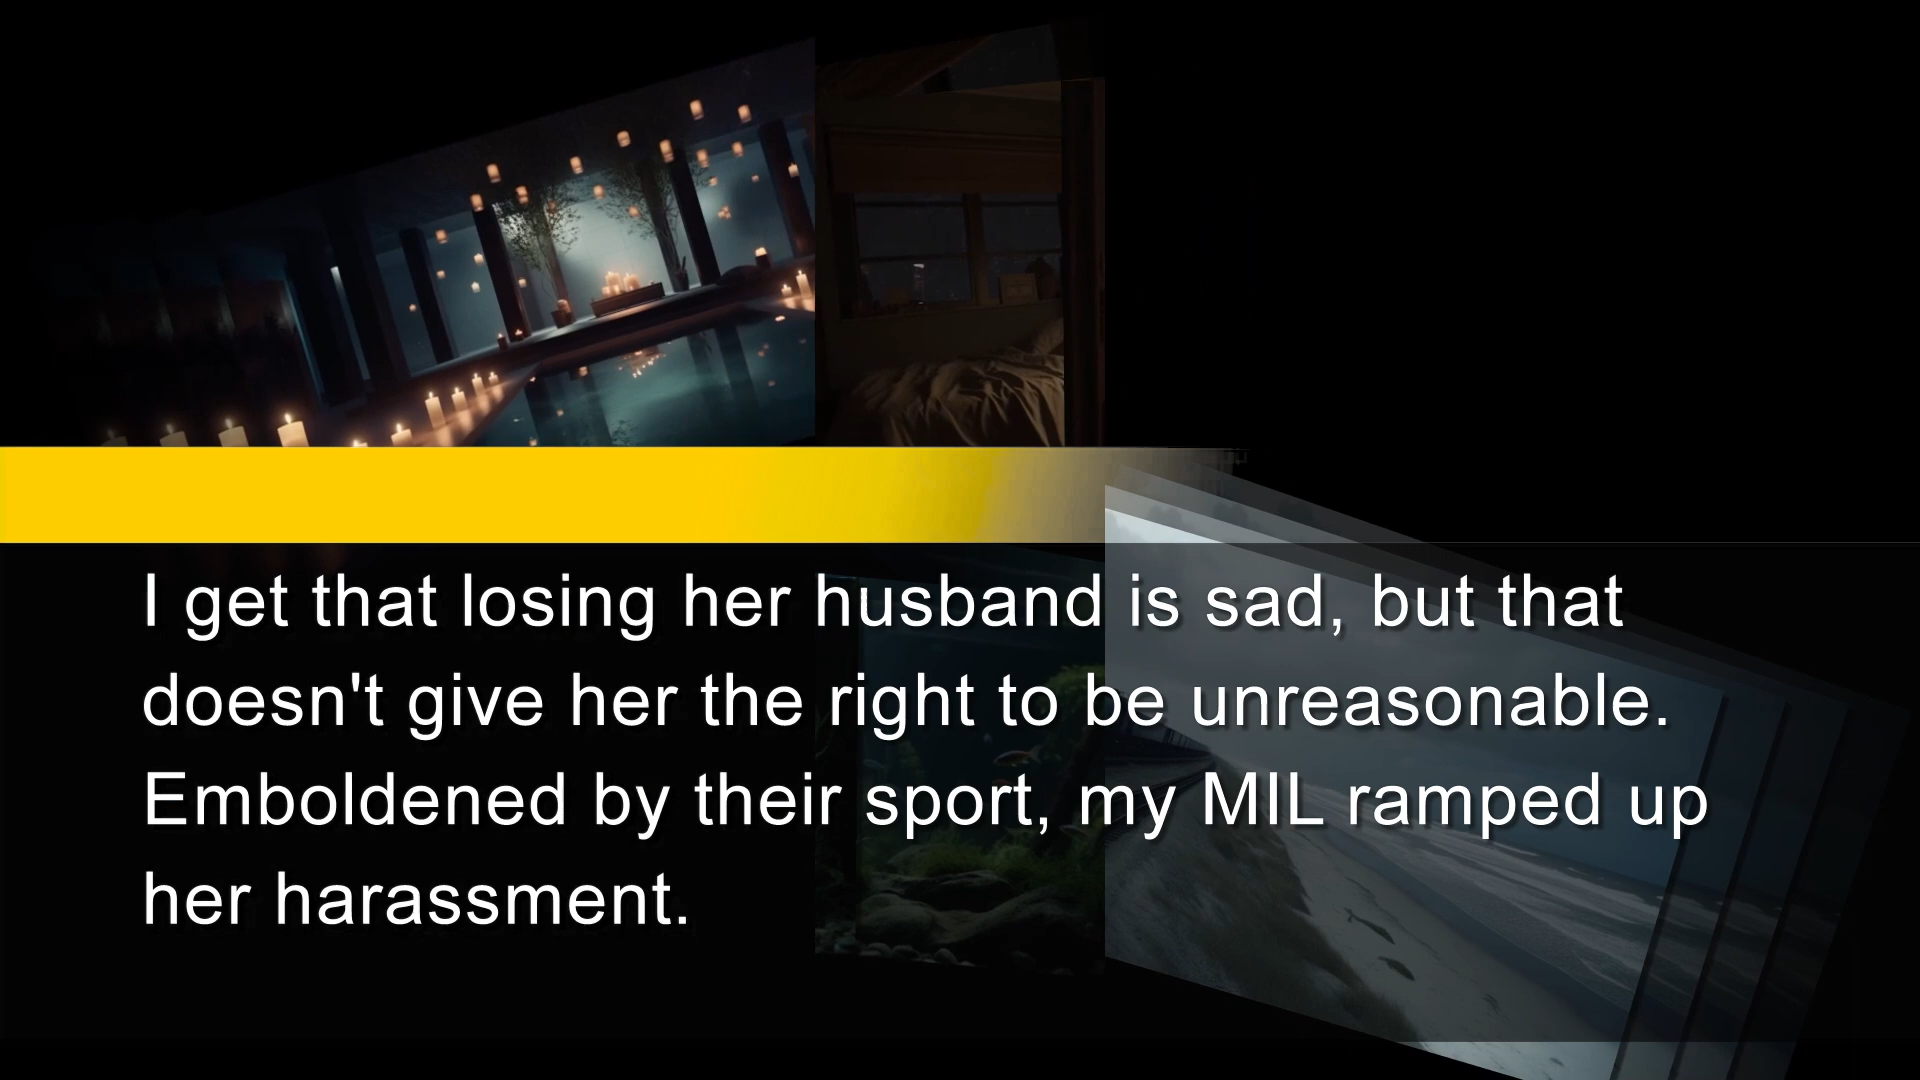 I get that losing her husband is sad, but that
doesn't give her the right to be unreasonable.
Emboldened by their sport, my MIL ramped up
her harassment.